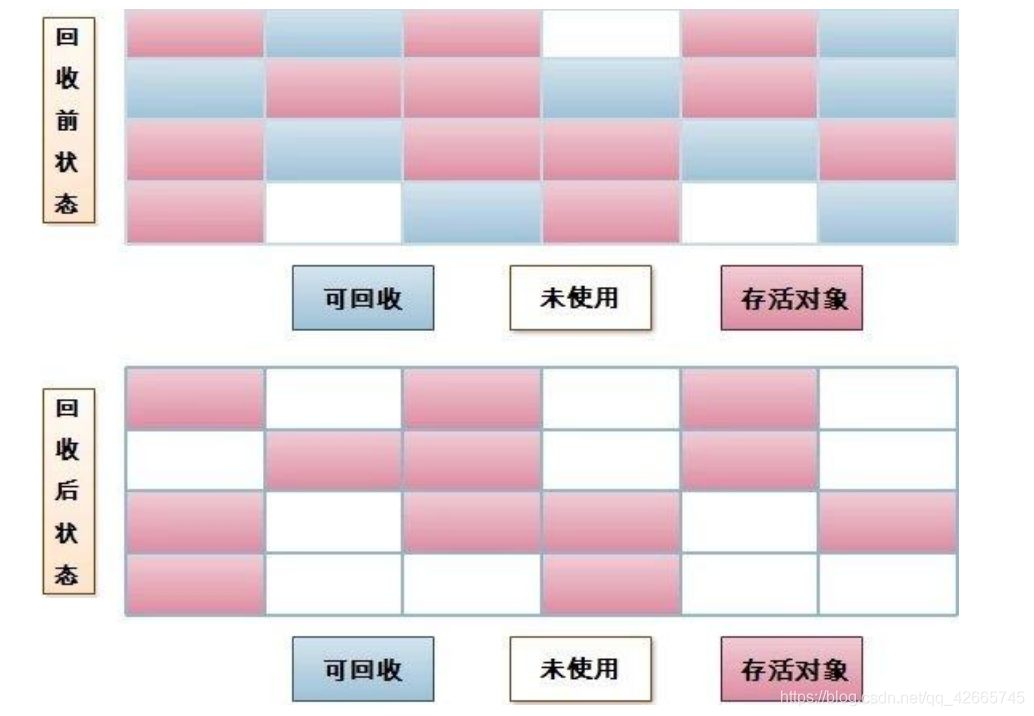 回收前状态
可回收
未使用
存活对象
回收后状态
可回收
未使用
存活对象
https://blog.csdn.net/qq_42665745